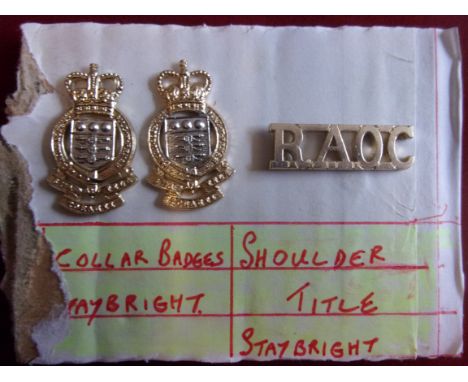 R.A.O.C
COLLAR BADGES
SHOULDER
TAYBRIGHT.
TITLE
STAYBRIGHT